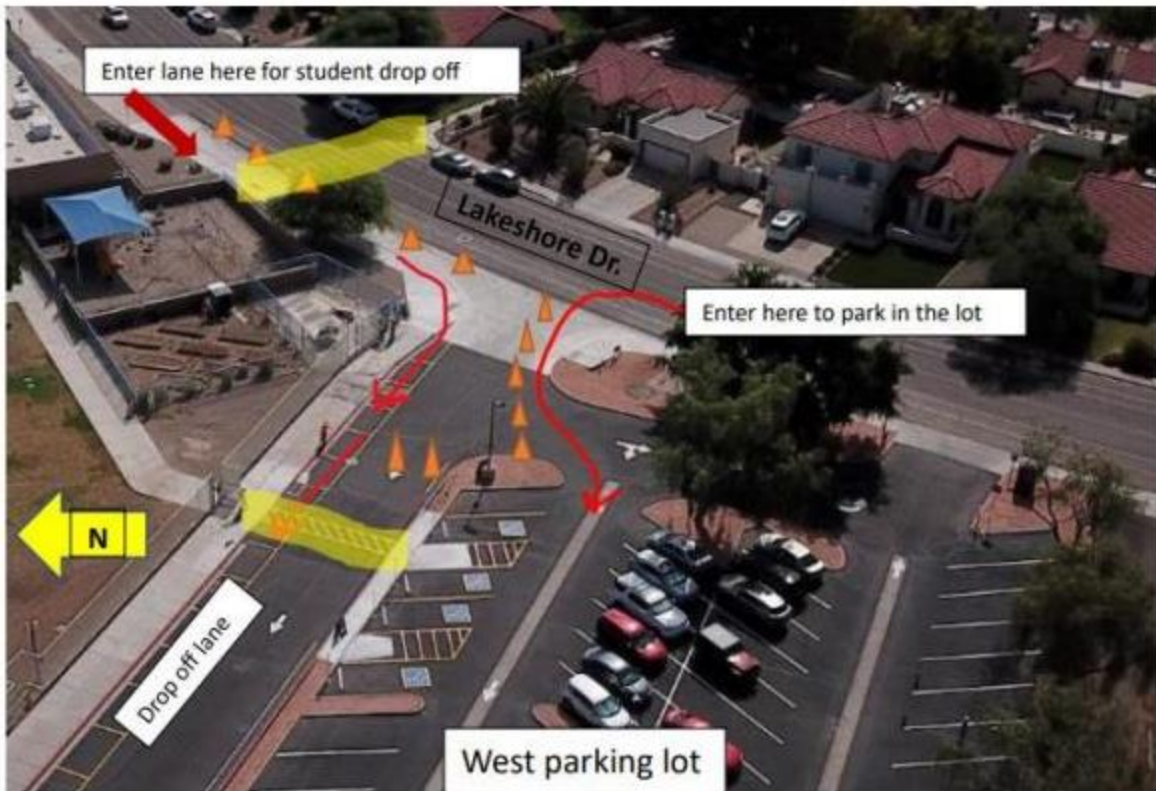 Enter lane here for student drop off
Lakeshore Dr.
Enter here to park in the lot
N
Drop off lane
West parking lot